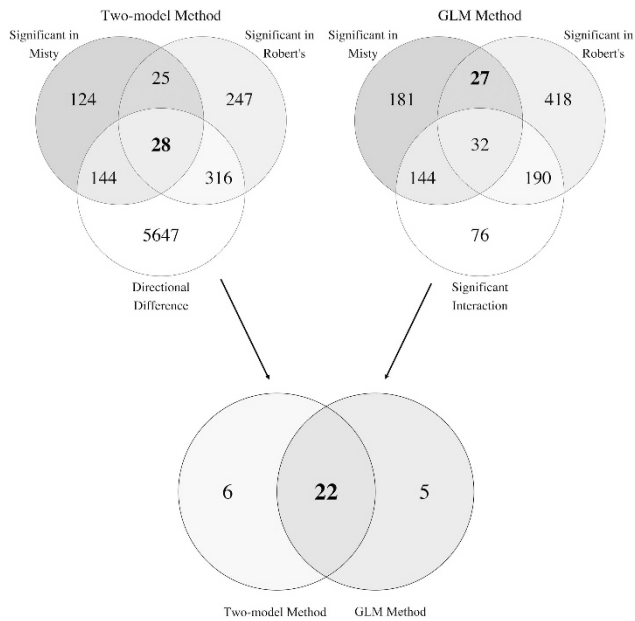 Two-model Method
GLM Method
Significant in
Misty
Significant in
Robert's
Significant in
Misty
Significant in
Robert's
124
25
247
28
144
316
5647
Directional
Difference
181
27
418
32
144
190
76
Significant
Interaction
6
22
5
Two-model Method
GLM Method